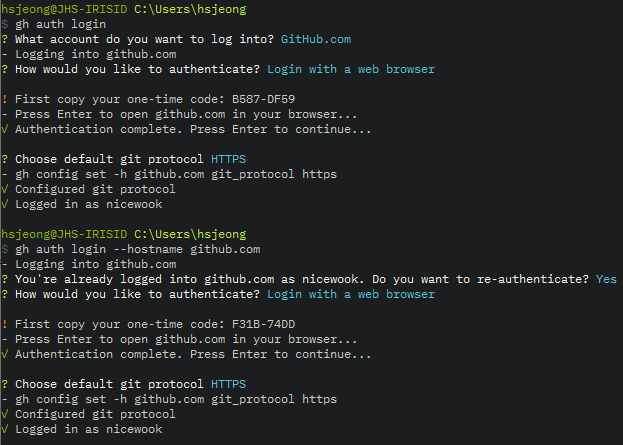 hsjeong@JHS-IRISID C:\Users\hsjeong
$ gh auth login
? What account do you want to log into? GitHub.com
- Logging into github.com
? How would you like to authenticate? Login with a web browser
! First copy your one-time code: B587-DF59
- Press Enter to open github.com in your browser...
√ Authentication complete. Press Enter to continue...
? Choose default git protocol HTTPS
- gh config set -h github.com git_protocol https
√ Configured git protocol
√ Logged in as nicewook
hsjeong@JHS-IRISID C:\Users\hsjeong
$ gh auth login --hostname github.com
- Logging into github.com
? You're already logged into github.com as nicewook. Do you want to re-authenticate? Yes
? How would you like to authenticate? Login with a web browser
! First copy your one-time code: F31B-74DD
- Press Enter to open github.com in your browser...
√ Authentication complete. Press Enter to continue...
? Choose default git protocol HTTPS
- gh config set -h github.com git_protocol https
√ Configured git protocol
√ Logged in as nicewook